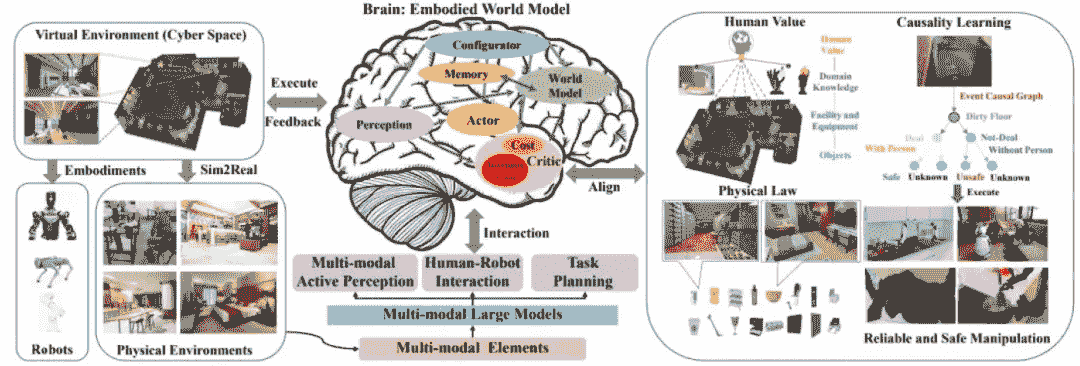 Virtual Environment (Cyber Space)
Embodiments
Sim2Real
Robots
Physical Environments
Execute
Feedback
Brain: Embodied World Model
Configurator
Memory
World
Model
Perception
Actor
Cost
Critic
Align
Interaction
Multi-modal
Active Perception
Human-Robot
Interaction
Task
Planning
Multi-modal Large Models
Multi-modal Elements
Human Value
Human
Value
Domain
Knowledge
Facility and
Equipment
Objects
Physical Law
Causality Learning
Event Causal Graph
Dirty Floor
Deal
Not-Deal
With Person
Without Person
Safe
Unknown
Unsafe
Unknown
Execute
Reliable and Safe Manipulation